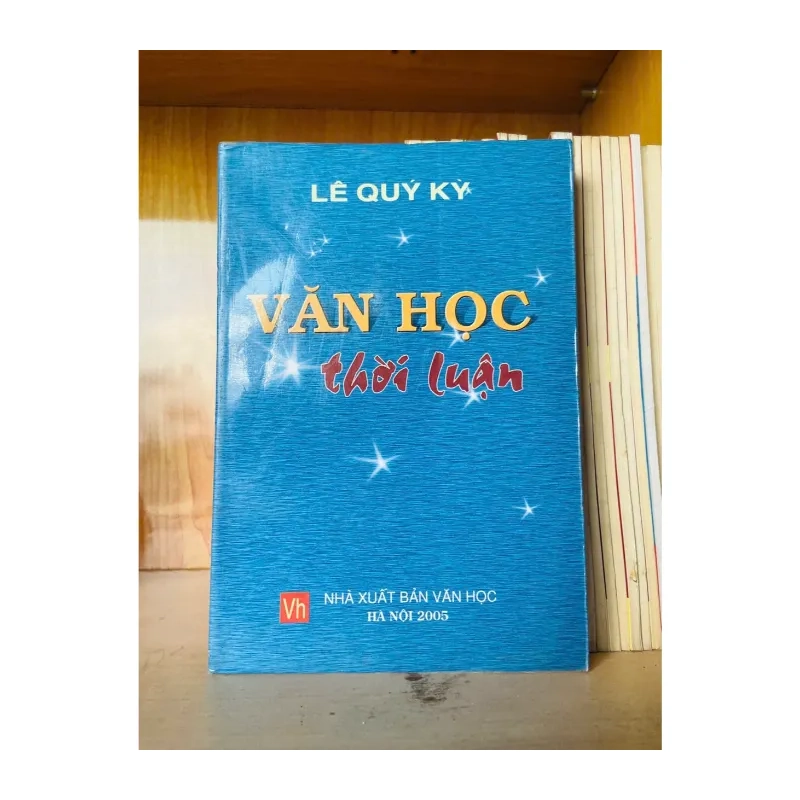 LÊ QUÝ KỲ
VĂN HỌC
thời luận
Vh
NHÀ XUẤT BẢN VĂN HỌC
HÀ NỘI 2005